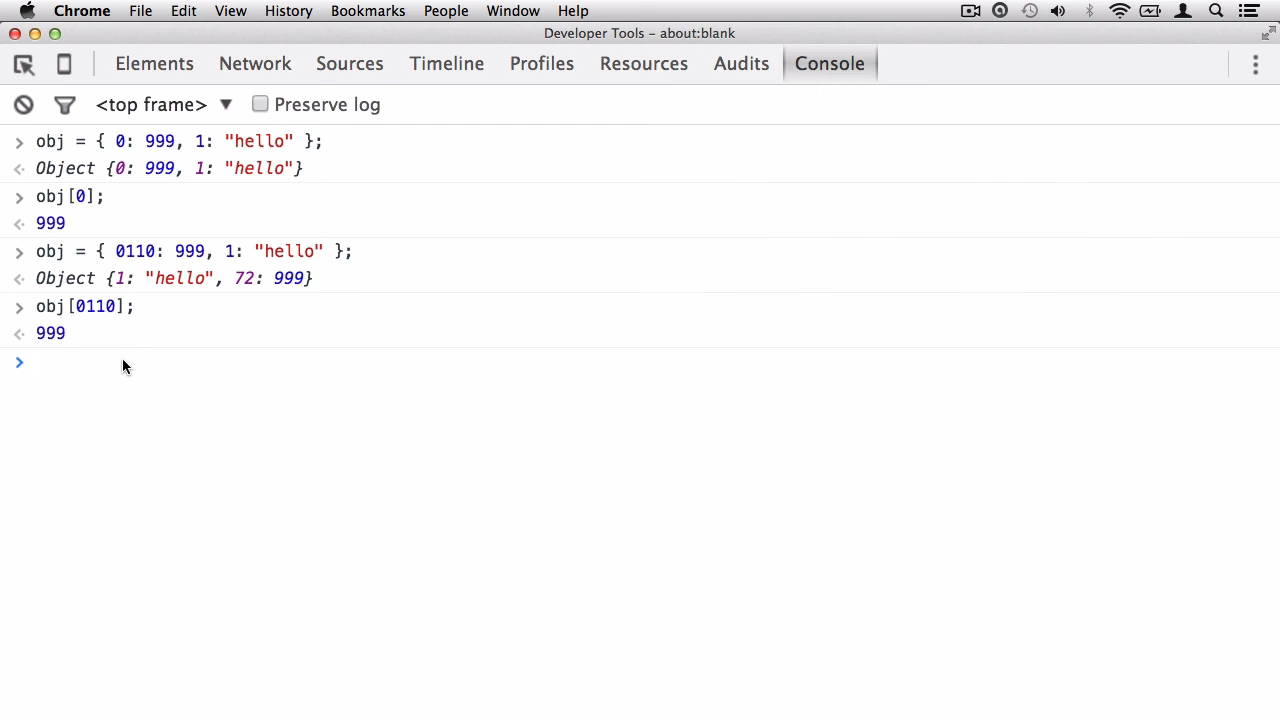 Chrome File Edit View History Bookmarks People Window Help
Developer Tools - about:blank
Elements Network Sources Timeline Profiles Resources Audits Console
<top frame> ▼ Preserve log
> obj = { 0: 999, 1: "hello" };
Object {0: 999, 1: "hello"}
> obj[0];
999
> obj = { 0110: 999, 1: "hello" };
Object {1: "hello", 72: 999}
> obj[0110];
999
>